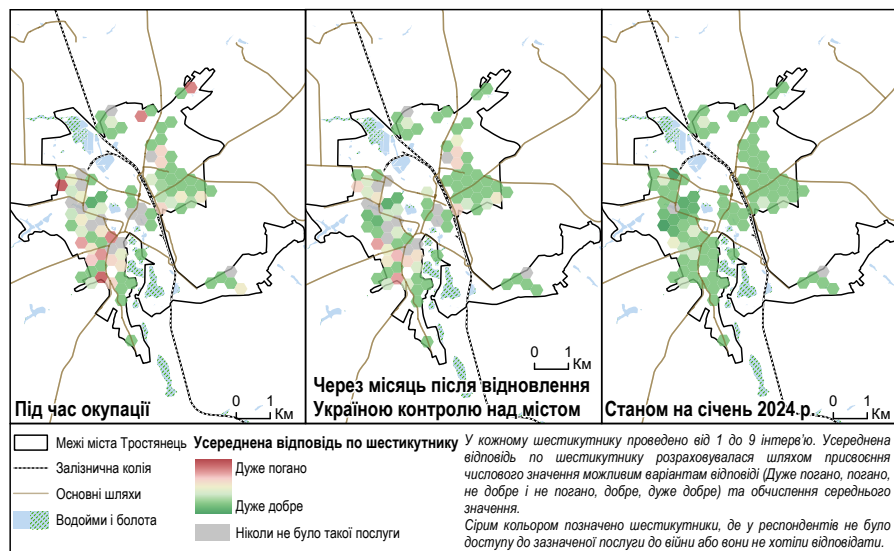 Під час окупації
0 1
Км
Через місяць після відновлення
Україною контролю над містом
0 1
Км
Станом на січень 2024 р.
0 1
Км
Межі міста Тростянець
Залізнична колія
Основні шляхи
Водойми і болота
Усереднена відповідь по шестикутнику
Дуже погано
Дуже добре
Ніколи не було такої послуги
У кожному шестикутнику проведено від 1 до 9 інтерв'ю. Усереднена
відповідь по шестикутнику розраховувалася шляхом присвоєння
числового значення можливим варіантам відповіді (Дуже погано, погано,
не добре і не погано, добре, дуже добре) та обчислення середнього
значення.
Сірим кольором позначено шестикутники, де у респондентів не було
доступу до зазначеної послуги до війни або вони не хотіли відповідати.